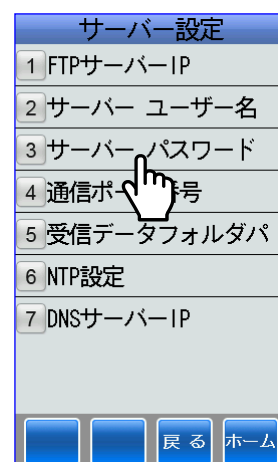 サーバー設定
1 FTPサーバーIP
2 サーバー ユーザー名
3 サーバー パスワード
4 通信ポー 号
5 受信データフォルダパ
6 NTP設定
7 DNSサーバーIP
戻る ホーム